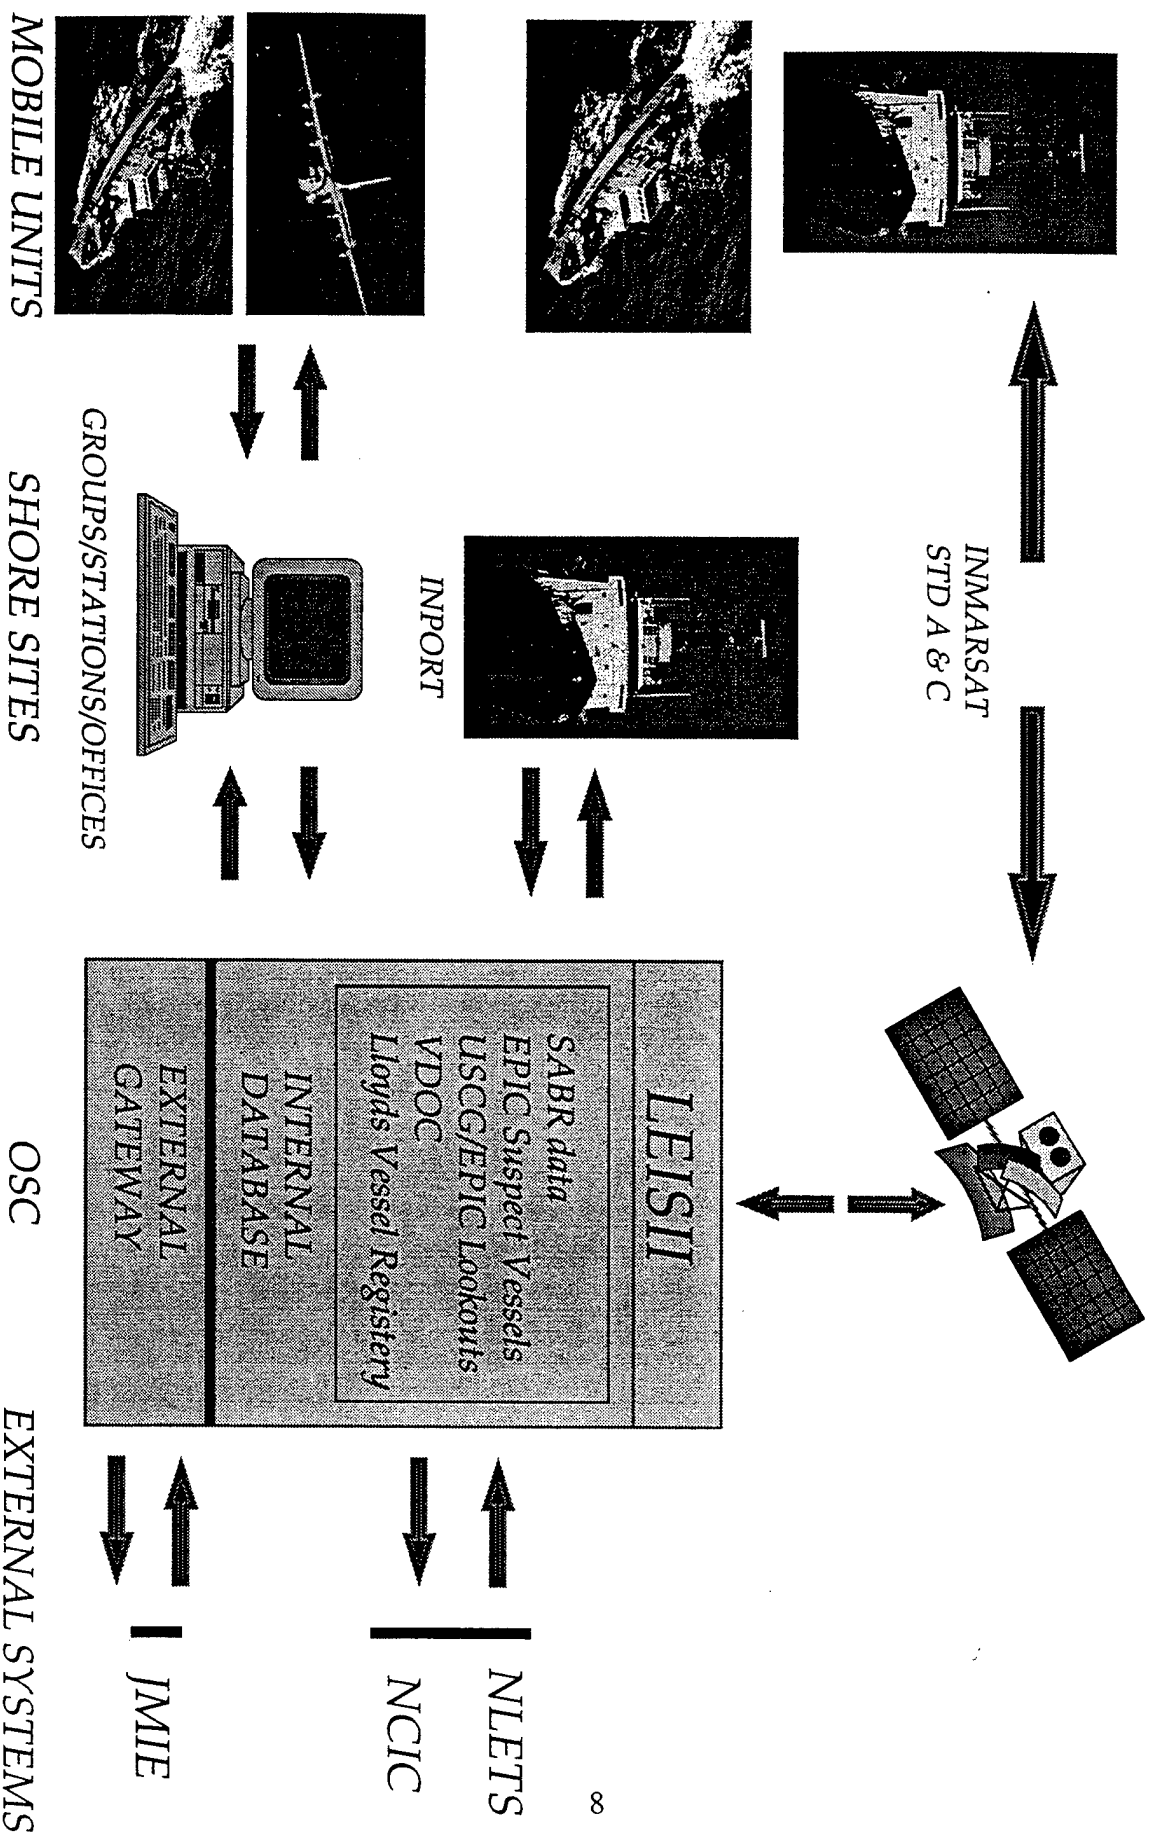 INMARSAT
STD A & C
INPORT
GROUPS/STATIONS/OFFICES
LEISII
SABR data
EPIC Suspect Vessels
USCG/EPIC Lookouts
VDOC
Lloyds Vessel Registery
INTERNAL
DATABASE
EXTERNAL
GATEWAY
NLETS
NCIC
JMIE
MOBILE UNITS
SHORE SITES
OSC
EXTERNAL SYSTEMS
8